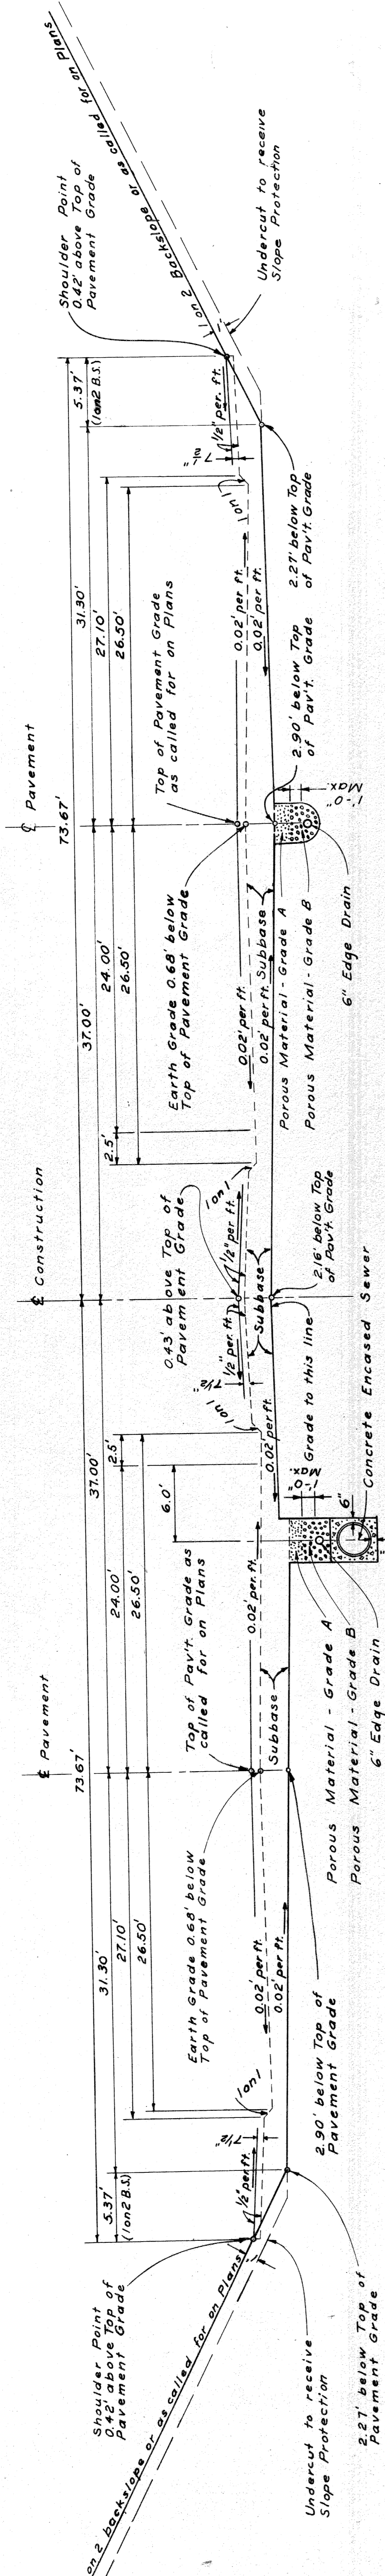 on 2 backslope or as called for on Plans
Shoulder Point
0.42' above Top of
Pavement Grade
Undercut to receive
Slope Protection
2.27' below Top of
Pavement Grade
5.37'
(1on2 B.S.)
31.30'
27.10'
26.50'
½" per ft.
7½"
1 on 1
℄ Pavement
73.67'
Earth Grade 0.68' below
Top of Pavement Grade
0.02' per ft.
0.02' per ft.
2.90' below Top of
Pavement Grade
Top of Pav't. Grade as
called for on Plans
Subbase
37.00'
24.00'
26.50'
2.5'
6.0'
0.02' per ft.
0.02' per ft.
Porous Material - Grade A
Porous Material - Grade B
6" Edge Drain
1'-0"
Max.
6"
Concrete Encased Sewer
1 on 1
7½"
½" per ft.
½" per ft.
℄ Construction
0.43' above Top of
Pavement Grade
Subbase
Grade to this line
2.16' below Top
of Pav't. Grade
1 on 1
37.00'
24.00'
26.50'
2.5'
Earth Grade 0.68' below
Top of Pavement Grade
0.02' per ft.
0.02' per ft. Subbase
Porous Material - Grade A
Porous Material - Grade B
6" Edge Drain
1'-0"
Max.
℄ Pavement
73.67'
Top of Pavement Grade
as called for on Plans
2.90' below Top
of Pav't. Grade
31.30'
27.10'
26.50'
0.02' per ft.
0.02' per ft.
1 on 1
7½"
½" per. ft.
5.37'
(1on2 B.S.)
2.27' below Top
of Pav't. Grade
Shoulder Point
0.42' above Top of
Pavement Grade
1 on 2 Backslope or as called for on Plans
Undercut to receive
Slope Protection